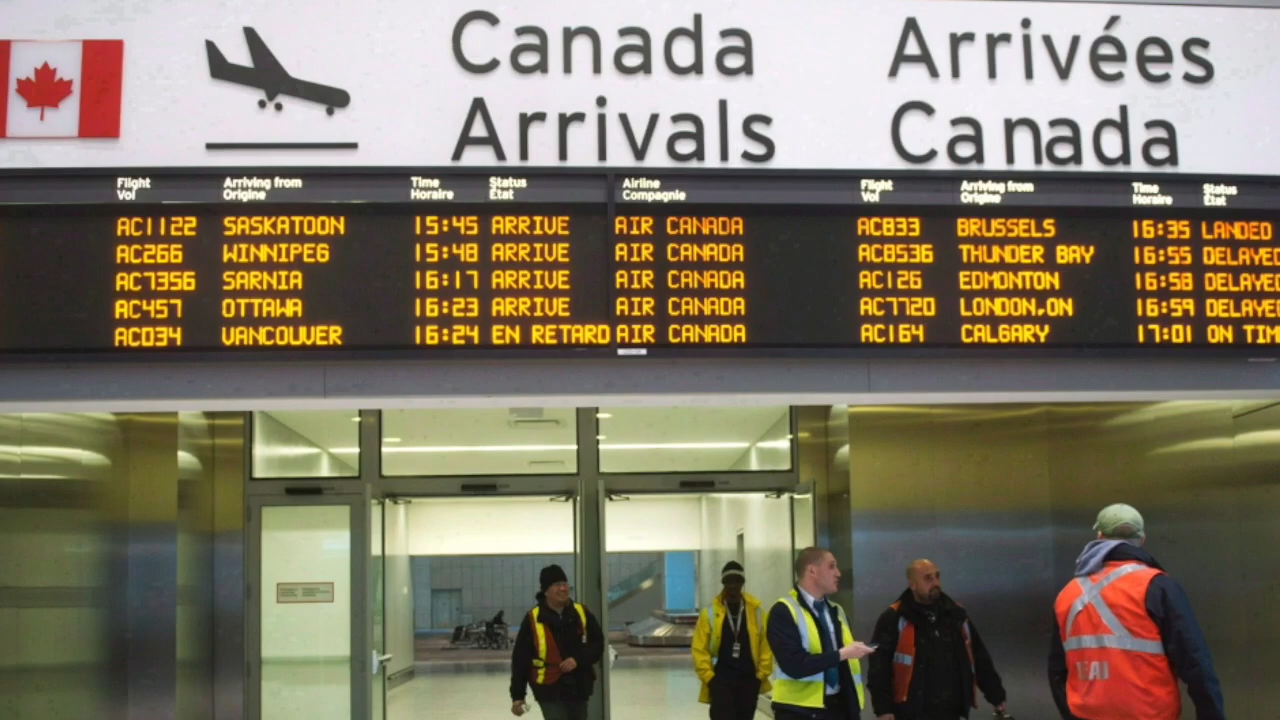 Canada Arrivées
Arrivals Canada
Flight Arriving from Time Status Airline Flight Arriving from Time Status
Vol Origine Horaire État Compagnie Vol Origine Horaire État
AC1122 SASKATOON 15:45 ARRIVE AIR CANADA AC833 BRUSSELS 16:35 LANDED
AC266 WINNIPEG 15:48 ARRIVE AIR CANADA AC8536 THUNDER BAY 16:55 DELAYED
AC7356 SARNIA 16:17 ARRIVE AIR CANADA AC126 EDMONTON 16:58 DELAYED
AC457 OTTAWA 16:23 ARRIVE AIR CANADA AC7720 LONDON,ON 16:59 DELAYED
AC034 VANCOUVER 16:24 EN RETARD AIR CANADA AC164 CALGARY 17:01 ON TIM